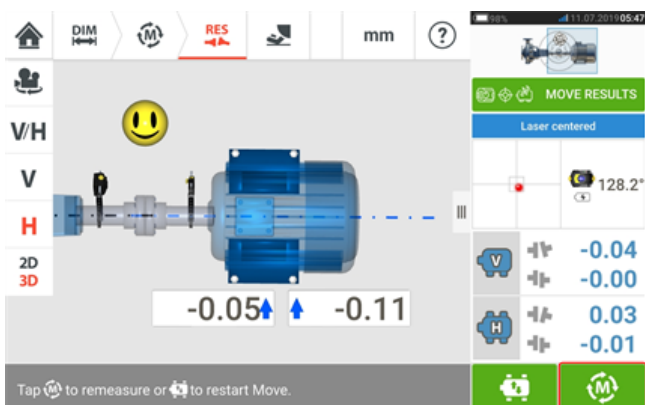 98% 11.07.2019 05:47
DIM
M
RES
mm
?
MOVE RESULTS
Laser centered
128.2°
V/H
V
H
2D
3D
-0.05
-0.11
V
-0.04
-0.00
H
0.03
-0.01
Tap M to remeasure or to restart Move.
M